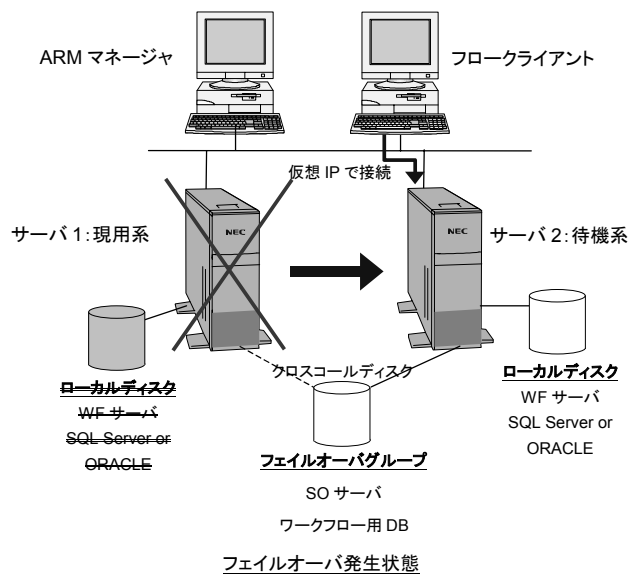 ARM マネージャ
フロークライアント
仮想 IP で接続
サーバ 1:現用系
NEC
NEC
サーバ 2:待機系
クロスコールディスク
ローカルディスク
WF サーバ
SQL Server or
ORACLE
ローカルディスク
WF サーバ
SQL Server or
ORACLE
フェイルオーバグループ
SO サーバ
ワークフロー用 DB
フェイルオーバ発生状態